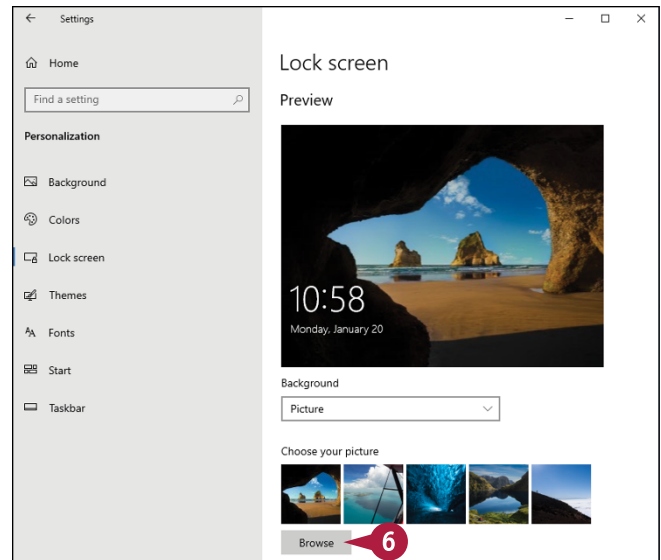 Settings
Home
Find a setting
Personalization
Background
Colors
Lock screen
Themes
Fonts
Start
Taskbar
Lock screen
Preview
10:58
Monday, January 20
Background
Picture
Choose your picture
Browse
6